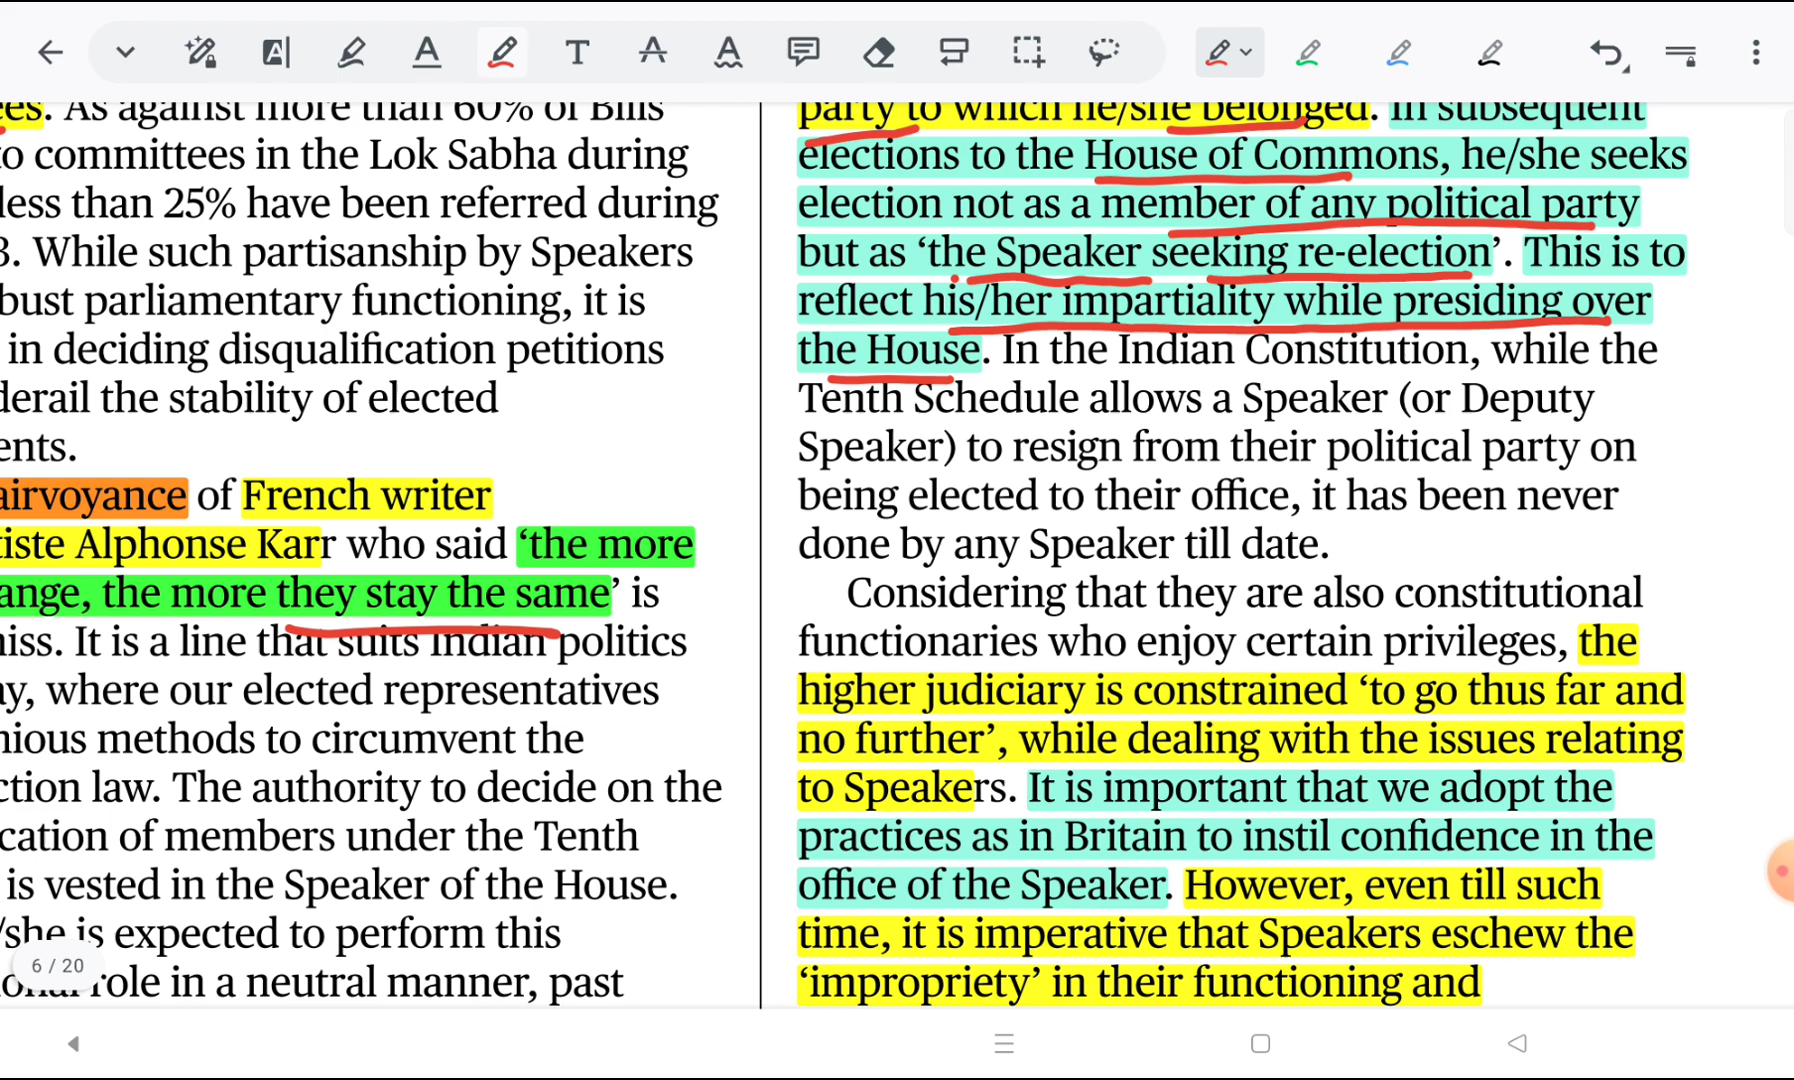 ees. As against more than 60% of Bills
to committees in the Lok Sabha during
less than 25% have been referred during
3. While such partisanship by Speakers
bust parliamentary functioning, it is
in deciding disqualification petitions
derail the stability of elected
ents.
airvoyance of French writer
tiste Alphonse Karr who said ‘the more
ange, the more they stay the same’ is
niss. It is a line that suits Indian politics
ay, where our elected representatives
nious methods to circumvent the
ction law. The authority to decide on the
ication of members under the Tenth
is vested in the Speaker of the House.
/she is expected to perform this
role in a neutral manner, past
6 / 20
party to which he/she belonged. In subsequent
elections to the House of Commons, he/she seeks
election not as a member of any political party
but as ‘the Speaker seeking re-election’. This is to
reflect his/her impartiality while presiding over
the House. In the Indian Constitution, while the
Tenth Schedule allows a Speaker (or Deputy
Speaker) to resign from their political party on
being elected to their office, it has been never
done by any Speaker till date.
Considering that they are also constitutional
functionaries who enjoy certain privileges, the
higher judiciary is constrained ‘to go thus far and
no further’, while dealing with the issues relating
to Speakers. It is important that we adopt the
practices as in Britain to instil confidence in the
office of the Speaker. However, even till such
time, it is imperative that Speakers eschew the
‘impropriety’ in their functioning and